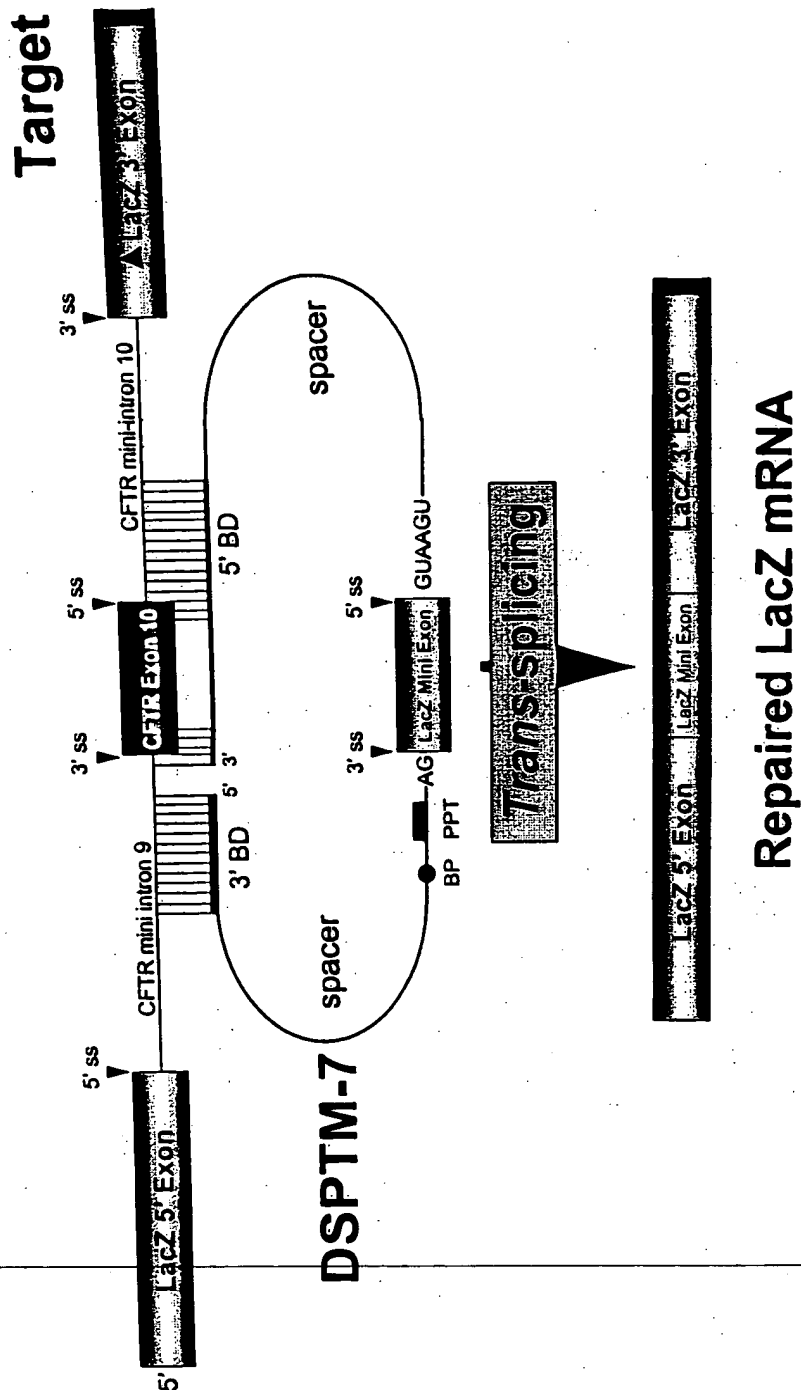 Target
3' ss
5' ss
3' ss
5' ss
5'
LacZ 5' Exon
CFTR mini intron 9
CFTR Exon 10
CFTR mini-intron 10
LacZ 3' Exon
5'
3'
3' BD
5' BD
DSPTM-7
spacer
spacer
3' ss
5' ss
BP
PPT
AG
LacZ Mini Exon
GUAAGU
Trans-splicing
LacZ 5' Exon
LacZ Mini Exon
LacZ 3' Exon
Repaired LacZ mRNA